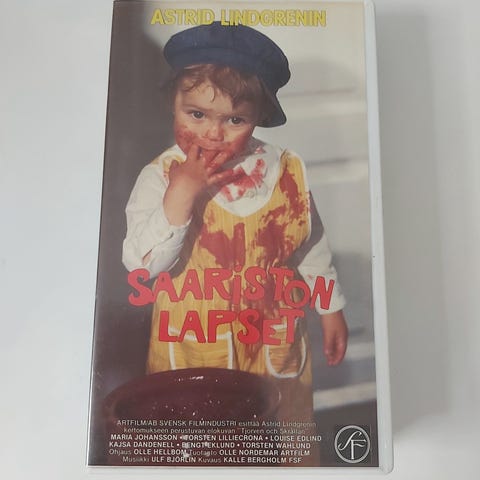 ASTRID LINDGRENIN
SAARISTON
LAPSET
ARTFILM/AB SVENSK FILMINDUSTRI esittää Astrid Lindgrenin
kertomukseen perustuvan elokuvan "Tjorven och Skrållan"
MARIA JOHANSSON • TORSTEN LILLIECRONA • LOUISE EDLIND
KAJSA DANDENELL • BENGT EKLUND • TORSTEN WAHLUND
Ohjaus OLLE HELLBOM Tuotanto OLLE NORDEMAR ARTFILM
Musiikki ULF BJÖRLIN Kuvaus KALLE BERGHOLM FSF
SF